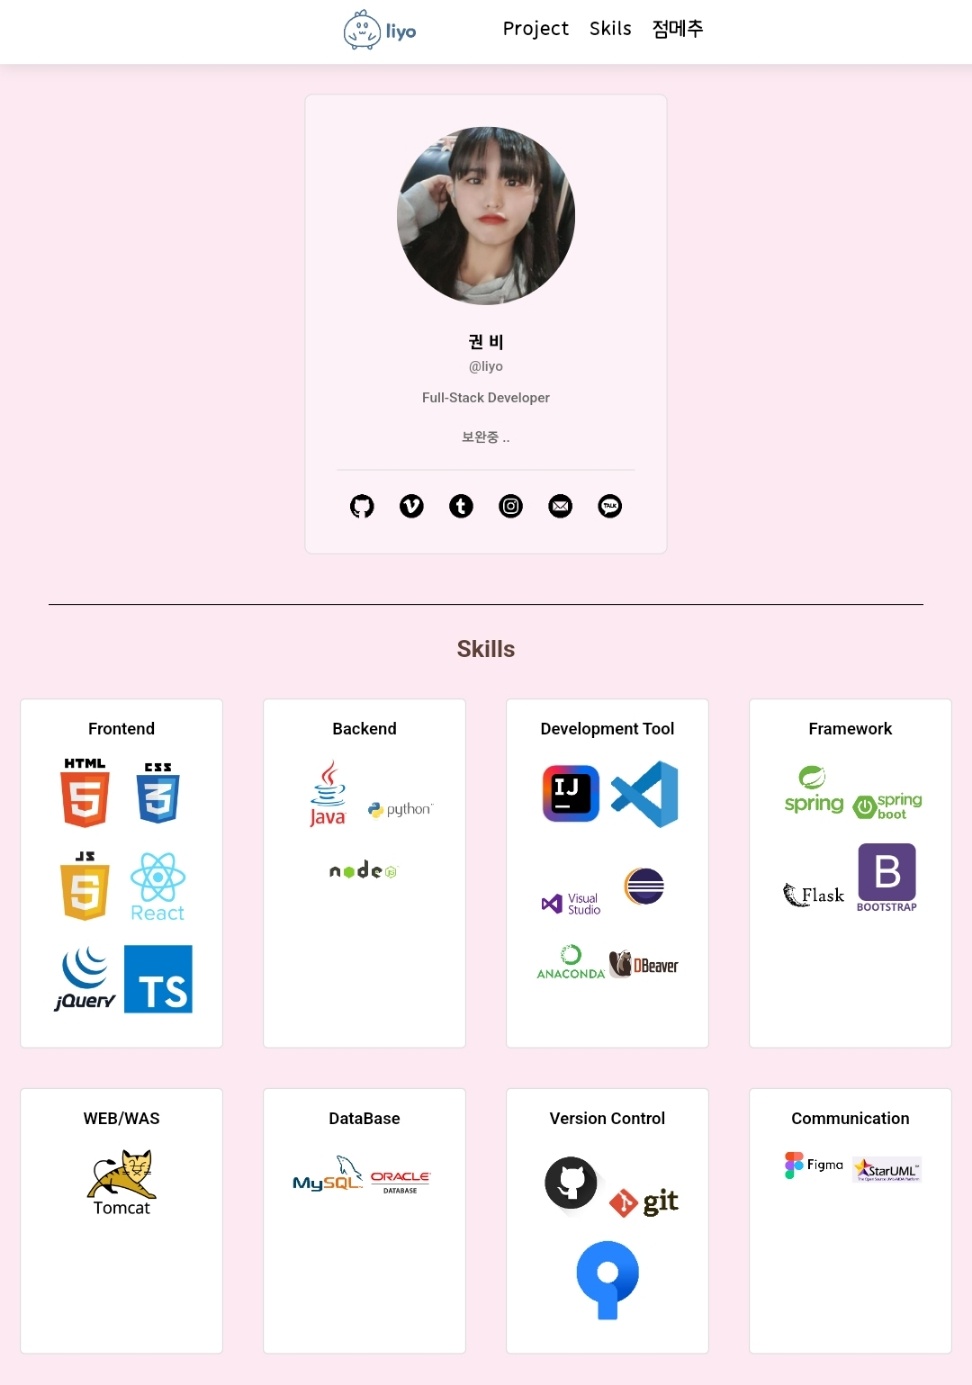 liyo
Project Skils 점메추
권 비
@liyo
Full-Stack Developer
보완중 ..
TALK
Skills
Frontend
HTML CSS
JS
React
jQuery TS
Backend
Java python
node JS
Development Tool
IJ
Visual
Studio
ANACONDA DBeaver
Framework
spring spring
boot
Flask B
BOOTSTRAP
WEB/WAS
Tomcat
DataBase
MySQL ORACLE
DATABASE
Version Control
git
Communication
Figma StarUML